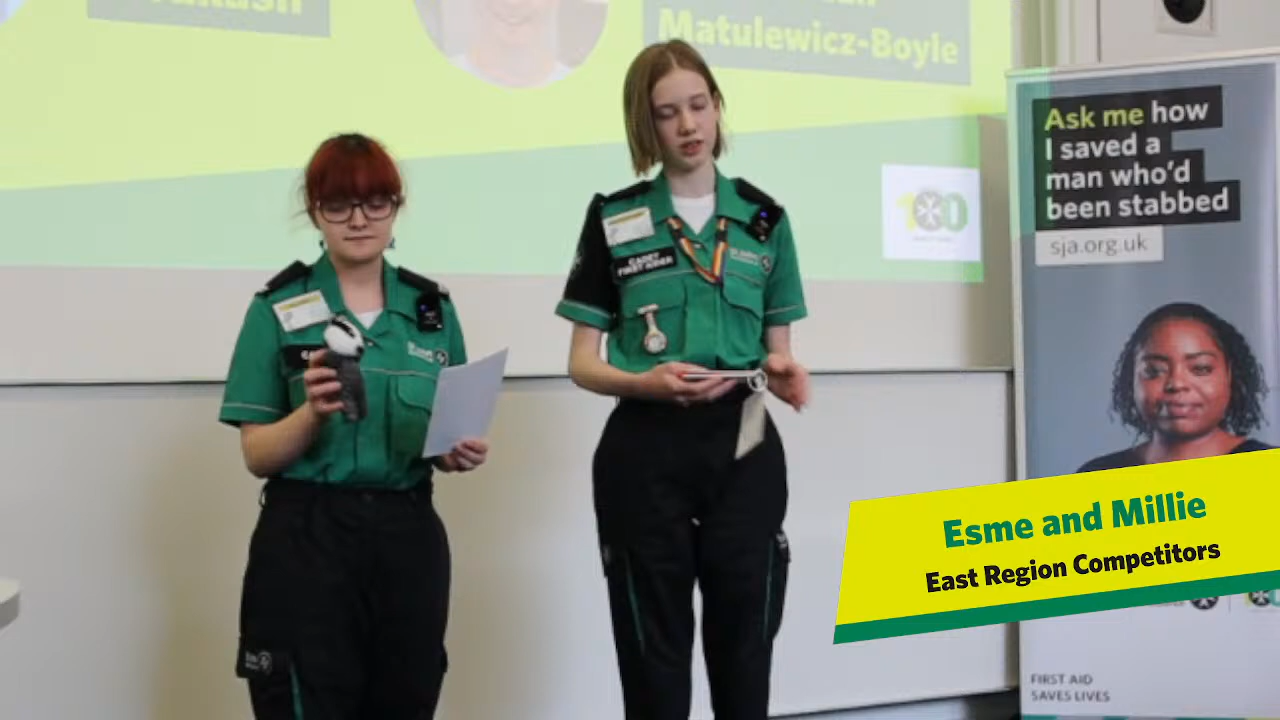 Matulewicz-Boyle
100
Ask me how
I saved a
man who'd
been stabbed
sja.org.uk
CADET
FIRST AIDER
Esme and Millie
East Region Competitors
FIRST AID
SAVES LIVES